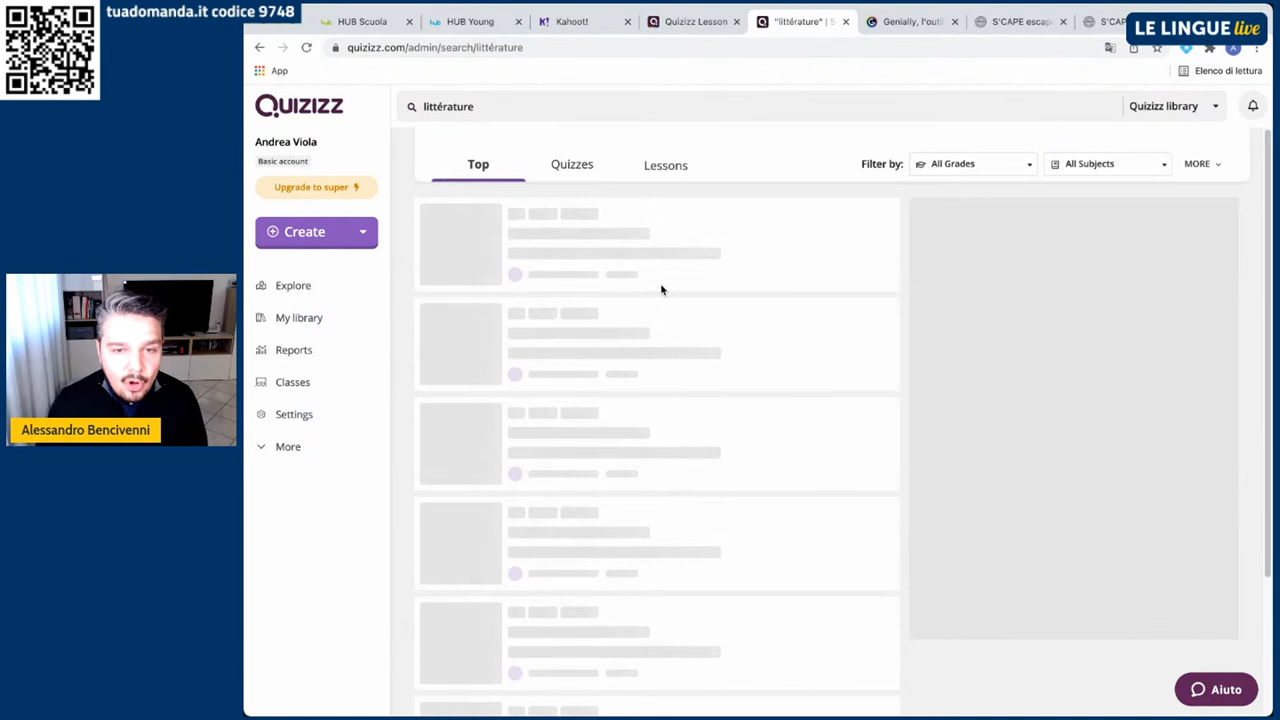 tuadomanda.it codice 9748
LE LINGUE live
HUB Scuola
HUB Young
Kahoot!
Quizizz Lesson
"littérature" | S
Genially, l'outi
S'CAPE escap
S'CA
quizizz.com/admin/search/littérature
App
Elenco di lettura
QUIZIZZ
littérature
Quizizz library
Andrea Viola
Basic account
Upgrade to super
Create
Top
Quizzes
Lessons
Filter by:
All Grades
All Subjects
MORE
Explore
My library
Reports
Classes
Settings
More
Alessandro Bencivenni
Aiuto